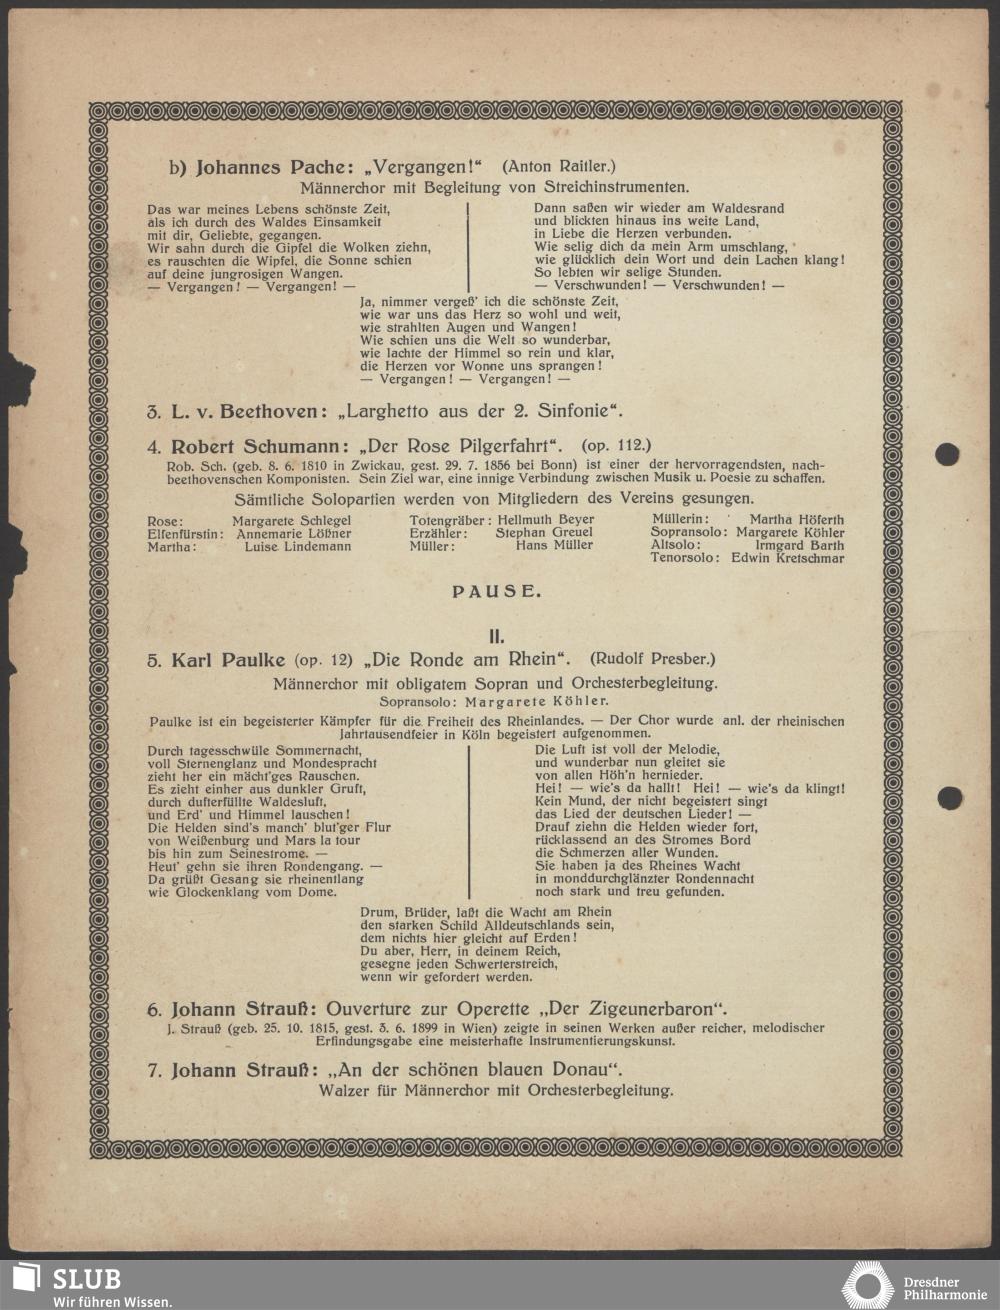 b) Johannes Pache: „Vergangen!“ (Anton Raitler.)
Männerchor mit Begleitung von Streichinstrumenten.
Das war meines Lebens schönste Zeit,
als ich durch des Waldes Einsamkeit
mit dir, Geliebte, gegangen.
Wir sahn durch die Gipfel die Wolken ziehn,
es rauschten die Wipfel, die Sonne schien
auf deine jungrosigen Wangen.
— Vergangen! — Vergangen! —
Dann saßen wir wieder am Waldesrand
und blickten hinaus ins weite Land,
in Liebe die Herzen verbunden.
Wie selig dich da mein Arm umschlang,
wie glücklich dein Wort und dein Lachen klang!
So lebten wir selige Stunden.
— Verschwunden! — Verschwunden! —
Ja, nimmer vergeß' ich die schönste Zeit,
wie war uns das Herz so wohl und weit,
wie strahlten Augen und Wangen!
Wie schien uns die Welt so wunderbar,
wie lachte der Himmel so rein und klar,
die Herzen vor Wonne uns sprangen!
— Vergangen! — Vergangen! —
3. L. v. Beethoven: „Larghetto aus der 2. Sinfonie“.
4. Robert Schumann: „Der Rose Pilgerfahrt“. (op. 112.)
Rob. Sch. (geb. 8. 6. 1810 in Zwickau, gest. 29. 7. 1856 bei Bonn) ist einer der hervorragendsten, nach-
beethovenschen Komponisten. Sein Ziel war, eine innige Verbindung zwischen Musik u. Poesie zu schaffen.
Sämtliche Solopartien werden von Mitgliedern des Vereins gesungen.
Rose: Margarete Schlegel
Elfenfürstin: Annemarie Lößner
Martha: Luise Lindemann
Totengräber: Hellmuth Beyer
Erzähler: Stephan Greuel
Müller: Hans Müller
Müllerin: Martha Höferth
Sopransolo: Margarete Köhler
Altsolo: Irmgard Barth
Tenorsolo: Edwin Kretschmar
PAUSE.
II.
5. Karl Paulke (op. 12) „Die Ronde am Rhein“. (Rudolf Presber.)
Männerchor mit obligatem Sopran und Orchesterbegleitung.
Sopransolo: Margarete Köhler.
Paulke ist ein begeisterter Kämpfer für die Freiheit des Rheinlandes. — Der Chor wurde anl. der rheinischen
Jahrtausendfeier in Köln begeistert aufgenommen.
Durch tagesschwüle Sommernacht,
voll Sternenglanz und Mondespracht
zieht her ein mächt'ges Rauschen.
Es zieht einher aus dunkler Gruft,
durch dufterfüllte Waldesluft,
und Erd' und Himmel lauschen!
Die Helden sind's manch' blut'ger Flur
von Weißenburg und Mars la tour
bis hin zum Seinestrome. —
Heut' gehn sie ihren Rondengang. —
Da grüßt Gesang sie rheinentlang
wie Glockenklang vom Dome.
Die Luft ist voll der Melodie,
und wunderbar nun gleitet sie
von allen Höh'n hernieder.
Hei! — wie's da hallt! Hei! — wie's da klingt!
Kein Mund, der nicht begeistert singt
das Lied der deutschen Lieder! —
Drauf ziehn die Helden wieder fort,
rücklassend an des Stromes Bord
die Schmerzen aller Wunden.
Sie haben ja des Rheines Wacht
in monddurchglänzter Rondennacht
noch stark und treu gefunden.
Drum, Brüder, laßt die Wacht am Rhein
den starken Schild Alldeutschlands sein,
dem nichts hier gleicht auf Erden!
Du aber, Herr, in deinem Reich,
gesegne jeden Schwerterstreich,
wenn wir gefordert werden.
6. Johann Strauß: Ouverture zur Operette „Der Zigeunerbaron“.
J. Strauß (geb. 25. 10. 1815, gest. 3. 6. 1899 in Wien) zeigte in seinen Werken außer reicher, melodischer
Erfindungsgabe eine meisterhafte Instrumentierungskunst.
7. Johann Strauß: „An der schönen blauen Donau“.
Walzer für Männerchor mit Orchesterbegleitung.
SLUB
Wir führen Wissen.
Dresdner
Philharmonie